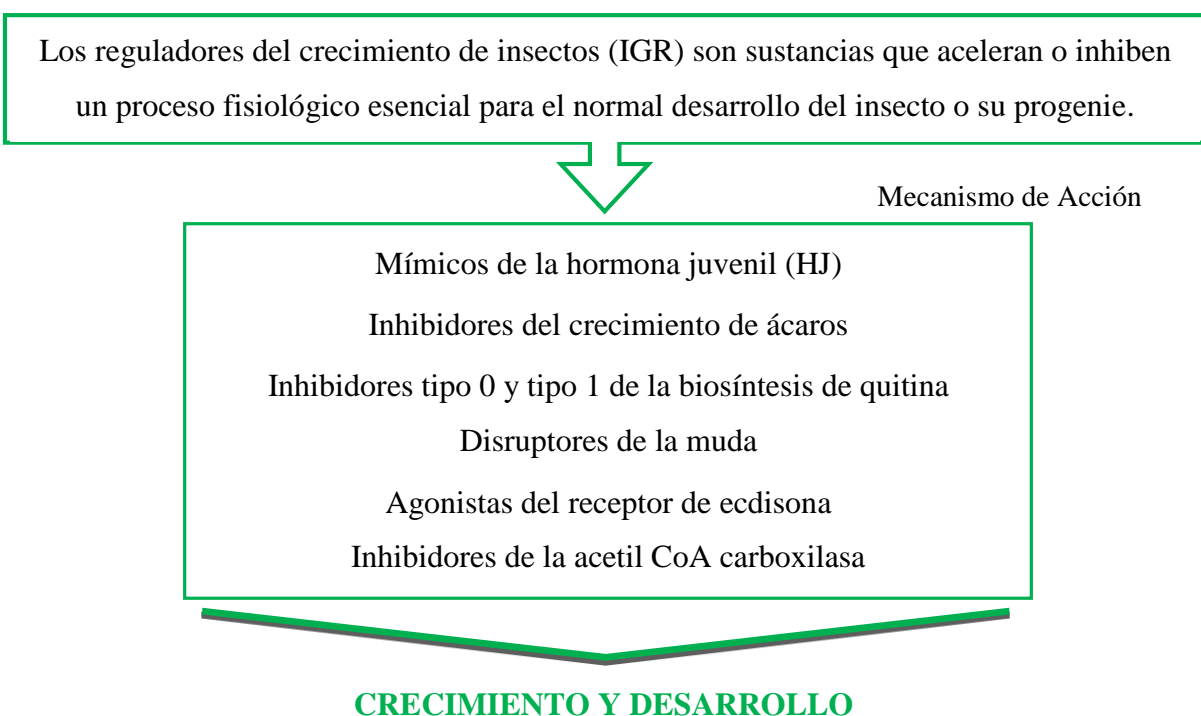 Los reguladores del crecimiento de insectos (IGR) son sustancias que aceleran o inhiben
un proceso fisiológico esencial para el normal desarrollo del insecto o su progenie.
Mecanismo de Acción
Mímicos de la hormona juvenil (HJ)
Inhibidores del crecimiento de ácaros
Inhibidores tipo 0 y tipo 1 de la biosíntesis de quitina
Disruptores de la muda
Agonistas del receptor de ecdisona
Inhibidores de la acetil CoA carboxilasa
CRECIMIENTO Y DESARROLLO